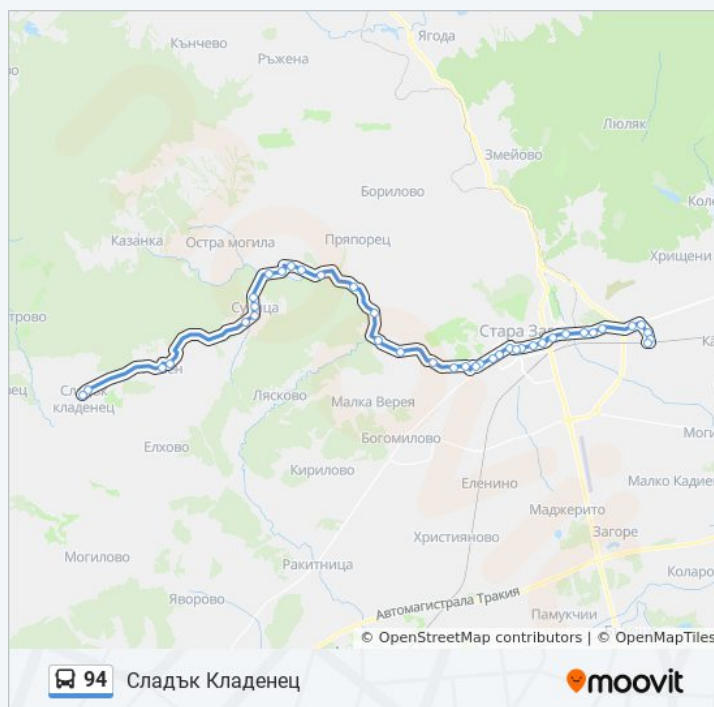 Ягода
Кънчево
Ръжена
Люляк
Змейово
Борилово
Казанка
Остра могила
Пряпорец
Хрищени
Стара За
Сладък
кладенец
Лясково
Малка Верея
Богомилово
Елхово
Кирилово
Еленино
Малко Кадие
Маджерито
Загоре
Християново
Могилово
Ракитница
Яворово
Автомагистрала Тракия
Коларо
Памукчии
© OpenStreetMap contributors | © OpenMapTiles
94 Сладък Кладенец
moovit